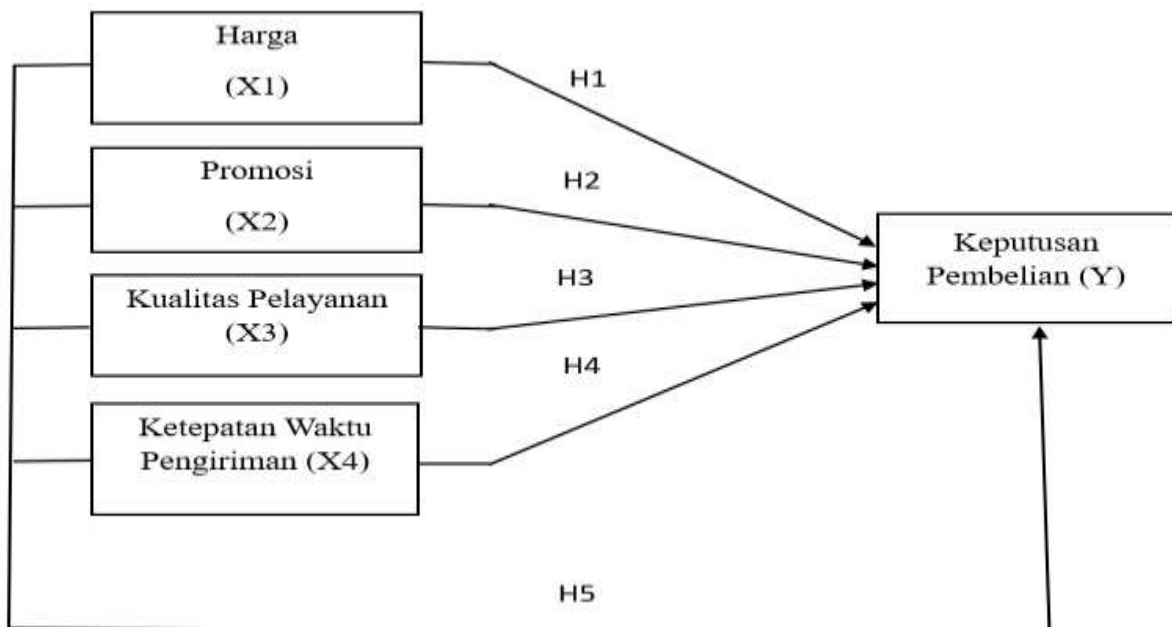 Harga
(X1)
H1
Promosi
(X2)
H2
Kualitas Pelayanan
(X3)
H3
Ketepatan Waktu
Pengiriman (X4)
H4
Keputusan
Pembelian (Y)
H5